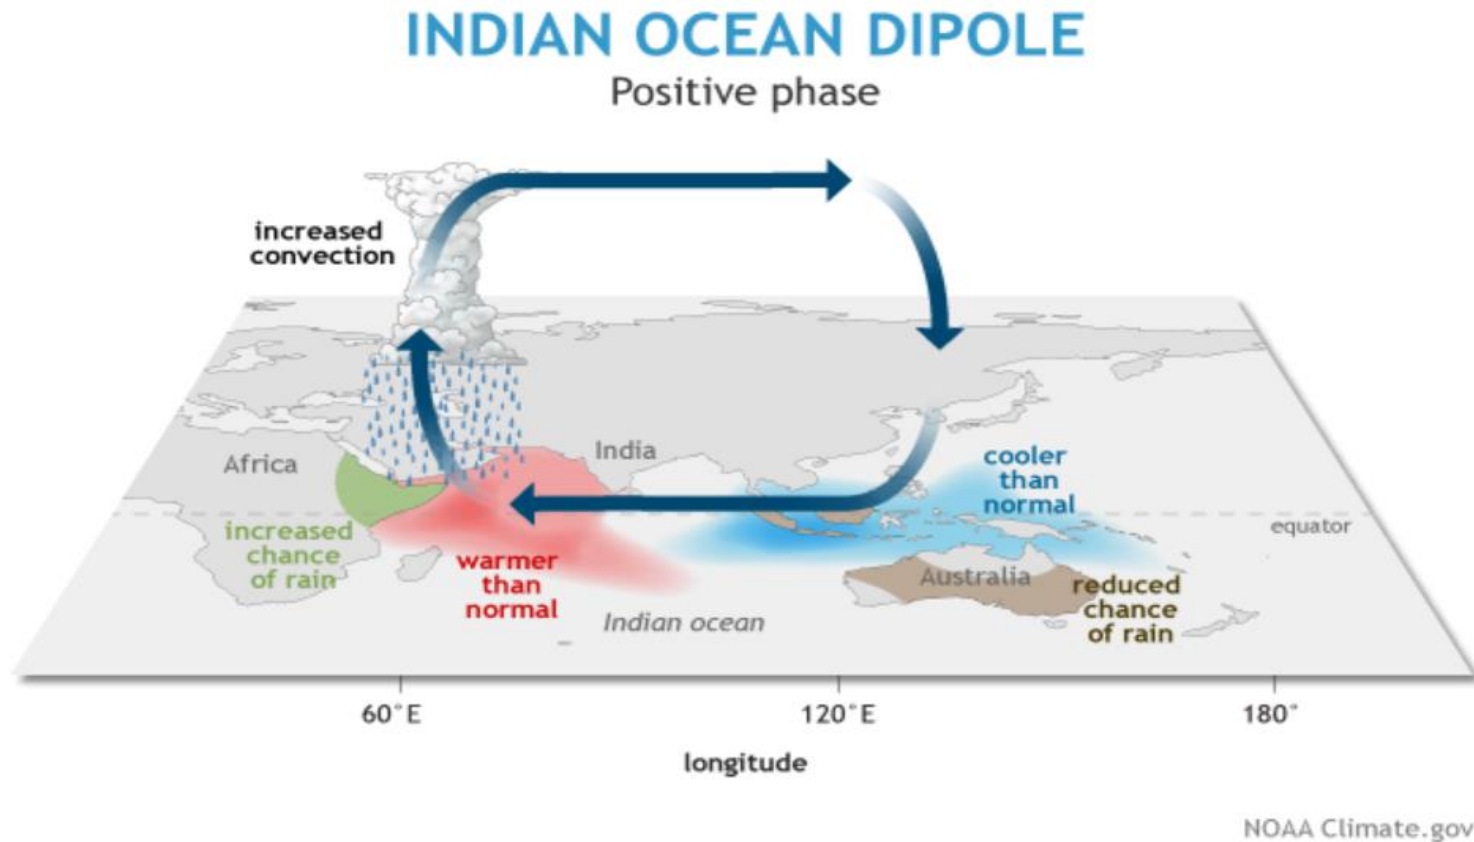 INDIAN OCEAN DIPOLE
Positive phase
increased
convection
Africa
India
cooler
than
normal
equator
increased
chance
of rain
warmer
than
normal
Australia
reduced
chance
of rain
Indian ocean
60°E
120°E
180°
longitude
NOAA Climate.gov